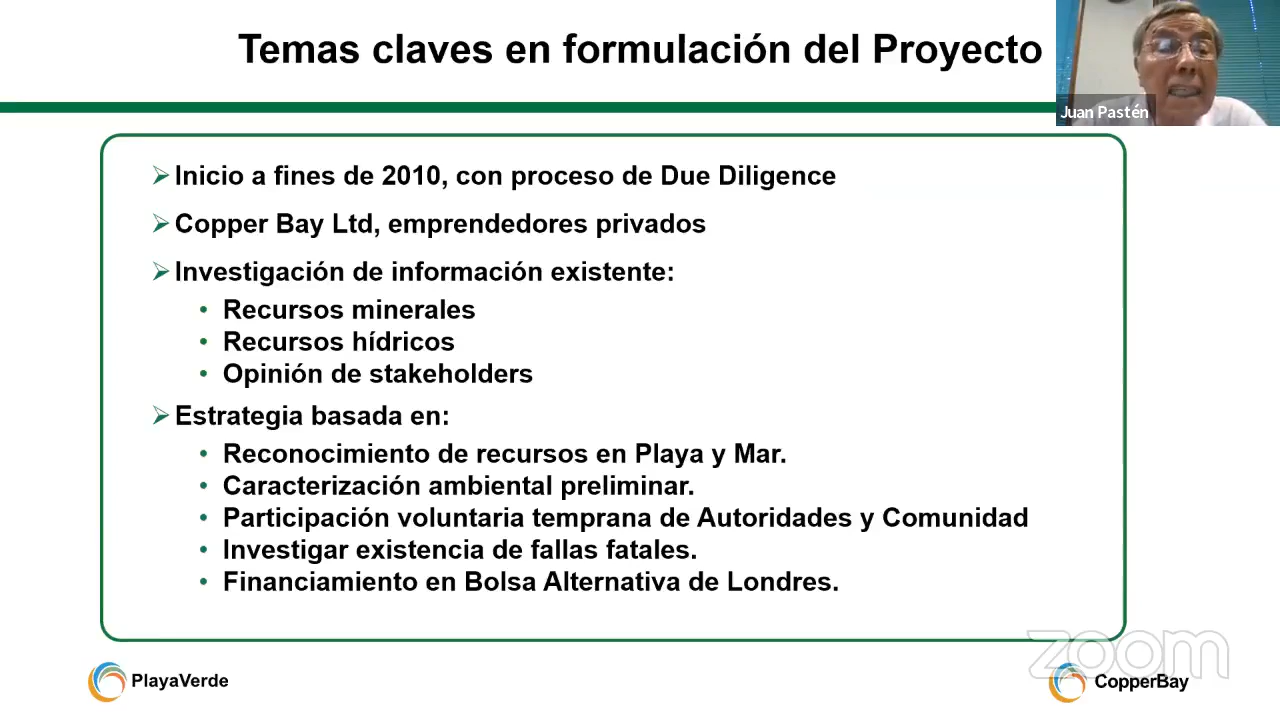 Temas claves en formulación del Proyecto
Juan Pastén
Inicio a fines de 2010, con proceso de Due Diligence
Copper Bay Ltd, emprendedores privados
Investigación de información existente:
• Recursos minerales
• Recursos hídricos
• Opinión de stakeholders
Estrategia basada en:
• Reconocimiento de recursos en Playa y Mar.
• Caracterización ambiental preliminar.
• Participación voluntaria temprana de Autoridades y Comunidad
• Investigar existencia de fallas fatales.
• Financiamiento en Bolsa Alternativa de Londres.
zoom
PlayaVerde
CopperBay